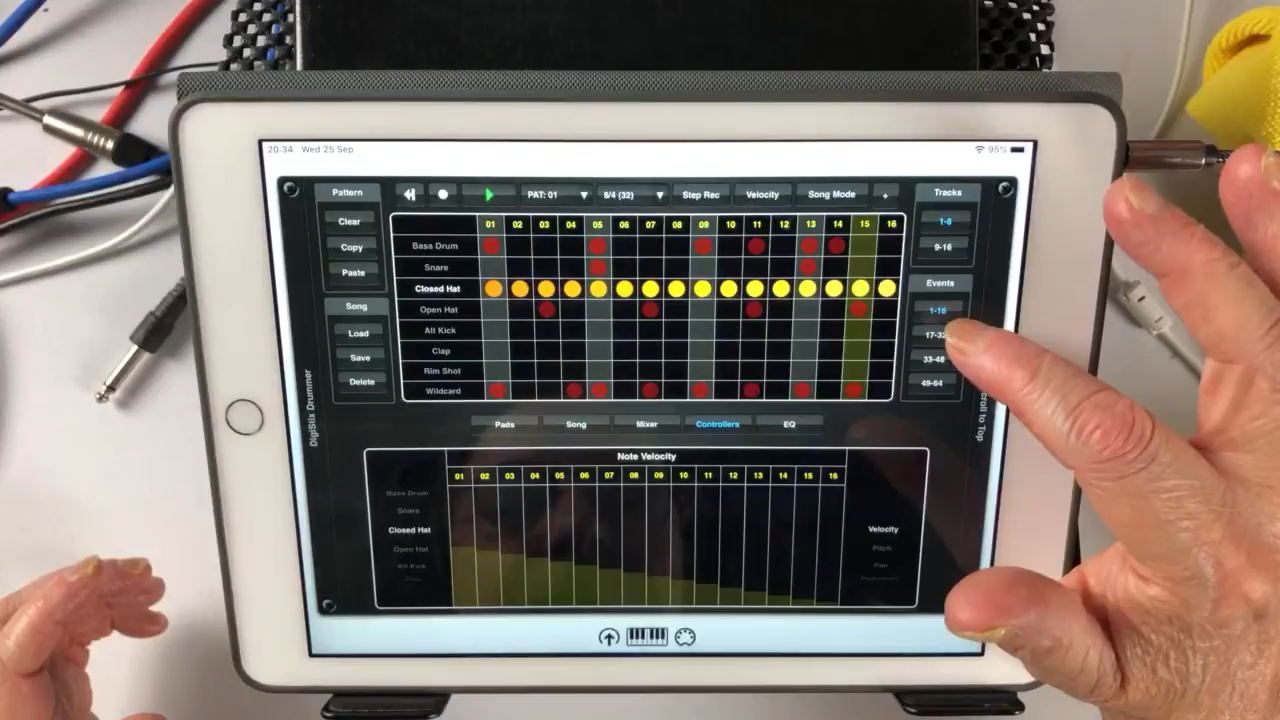 20:34 Wed 25 Sep
95%
Pattern
Clear
Copy
Paste
Song
Load
Save
Delete
DigiStix Drummer
PAT: 01
(32)
Step Rec
Velocity
Song Mode
+
01 02 03 04 05 06 07 08 09 10 11 12 13 14 15 16
Bass Drum
Snare
Closed Hat
Open Hat
Alt Kick
Clap
Rim Shot
Wildcard
Tracks
1-8
9-16
Events
1-16
17-32
33-48
49-64
to Top
Pads
Song
Mixer
Controllers
EQ
Note Velocity
01 02 03 04 05 06 07 08 09 10 11 12 13 14 15 16
Bass Drum
Snare
Closed Hat
Open Hat
Alt Kick
Velocity
Pitch
Pan